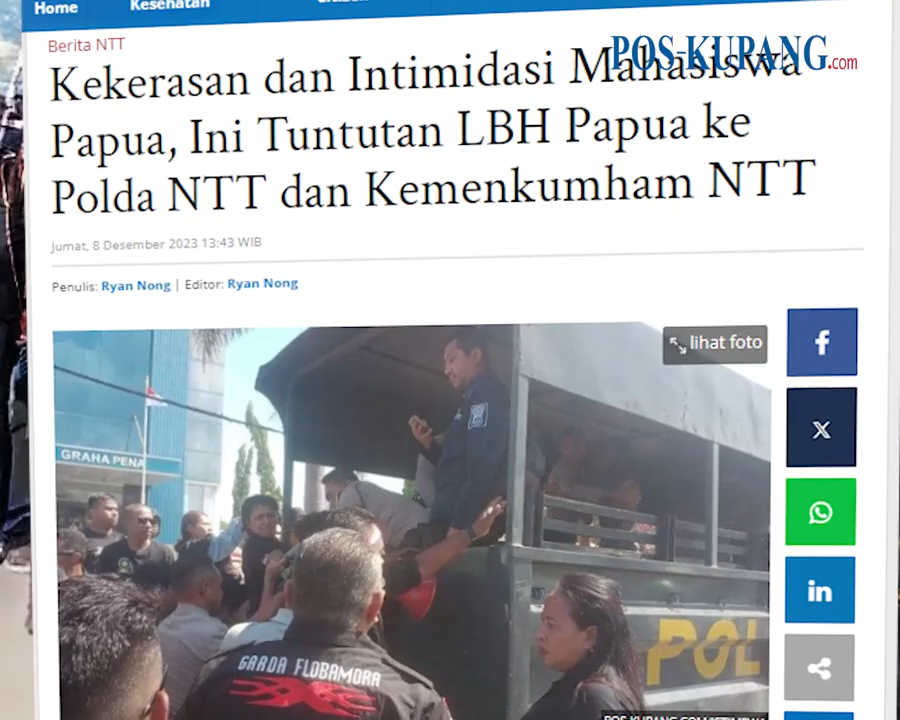 Home
Kesehatan
POS-KUPANG.com
Berita NTT
Kekerasan dan Intimidasi Mahasiswa
Papua, Ini Tuntutan LBH Papua ke
Polda NTT dan Kemenkumham NTT
Jumat, 8 Desember 2023 13:43 WIB
Penulis: Ryan Nong | Editor: Ryan Nong
lihat foto
GRAHA PENA
GARDA FLOBAMORA
POL